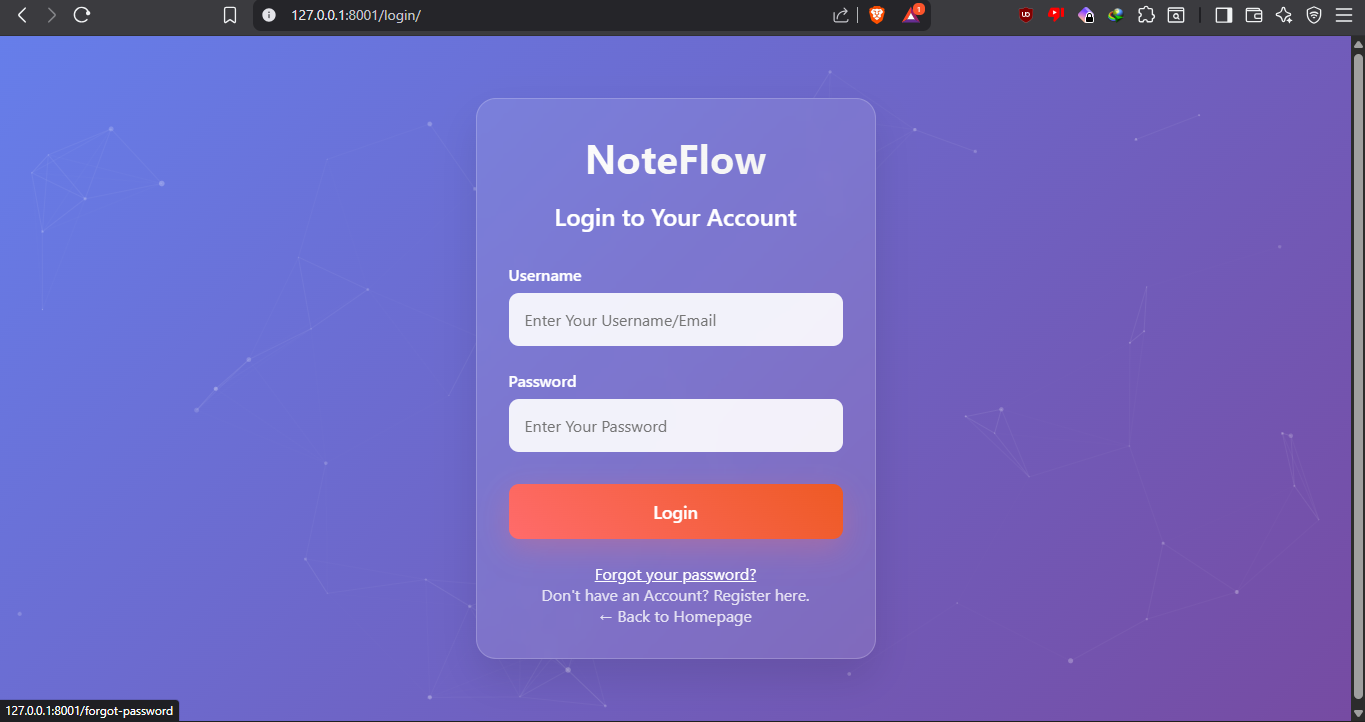 127.0.0.1:8001/login/
1
UD
NoteFlow
Login to Your Account
Username
Enter Your Username/Email
Password
Enter Your Password
Login
Forgot your password?
Don't have an Account? Register here.
← Back to Homepage
127.0.0.1:8001/forgot-password